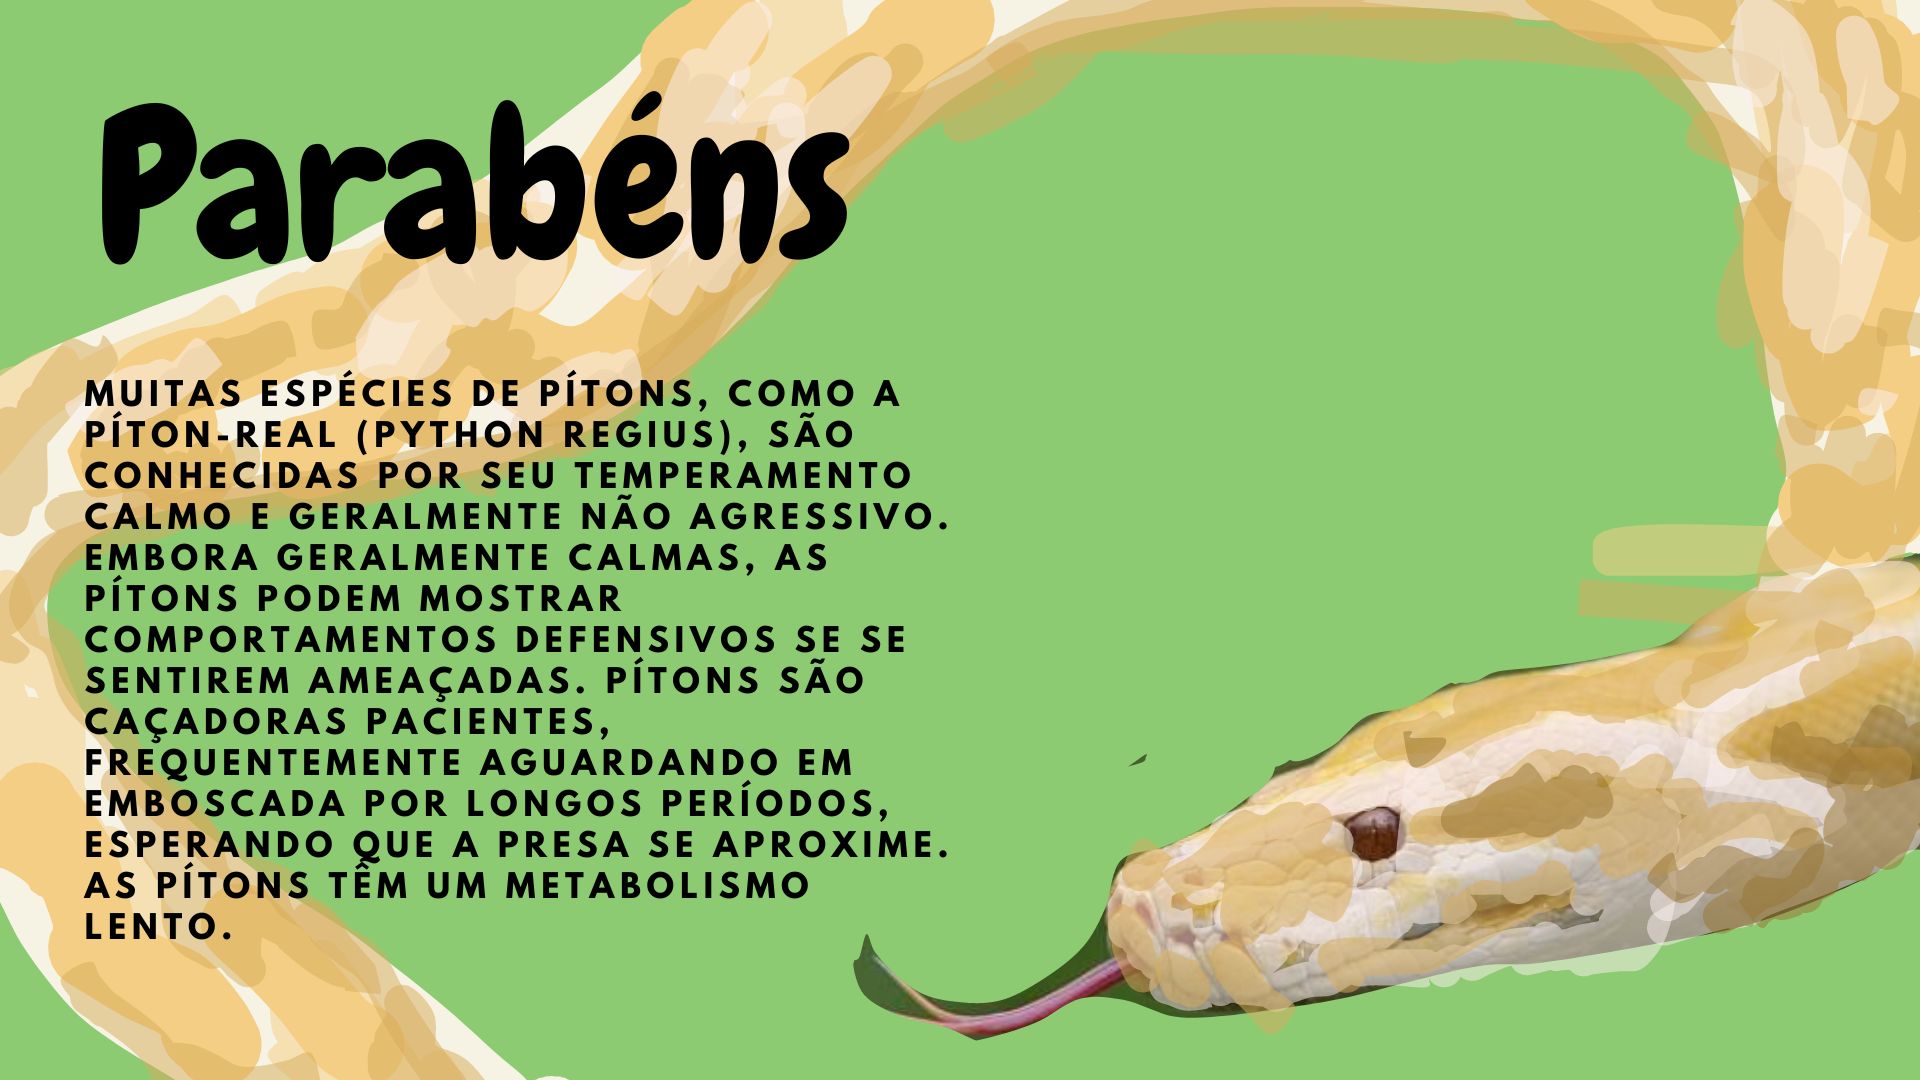 Parabéns
MUITAS ESPÉCIES DE PÍTONS, COMO A
PÍTON-REAL (PYTHON REGIUS), SÃO
CONHECIDAS POR SEU TEMPERAMENTO
CALMO E GERALMENTE NÃO AGRESSIVO.
EMBORA GERALMENTE CALMAS, AS
PÍTONS PODEM MOSTRAR
COMPORTAMENTOS DEFENSIVOS SE SE
SENTIREM AMEAÇADAS. PÍTONS SÃO
CAÇADORAS PACIENTES,
FREQUENTEMENTE AGUARDANDO EM
EMBOSCADA POR LONGOS PERÍODOS,
ESPERANDO QUE A PRESA SE APROXIME.
AS PÍTONS TÊM UM METABOLISMO
LENTO.